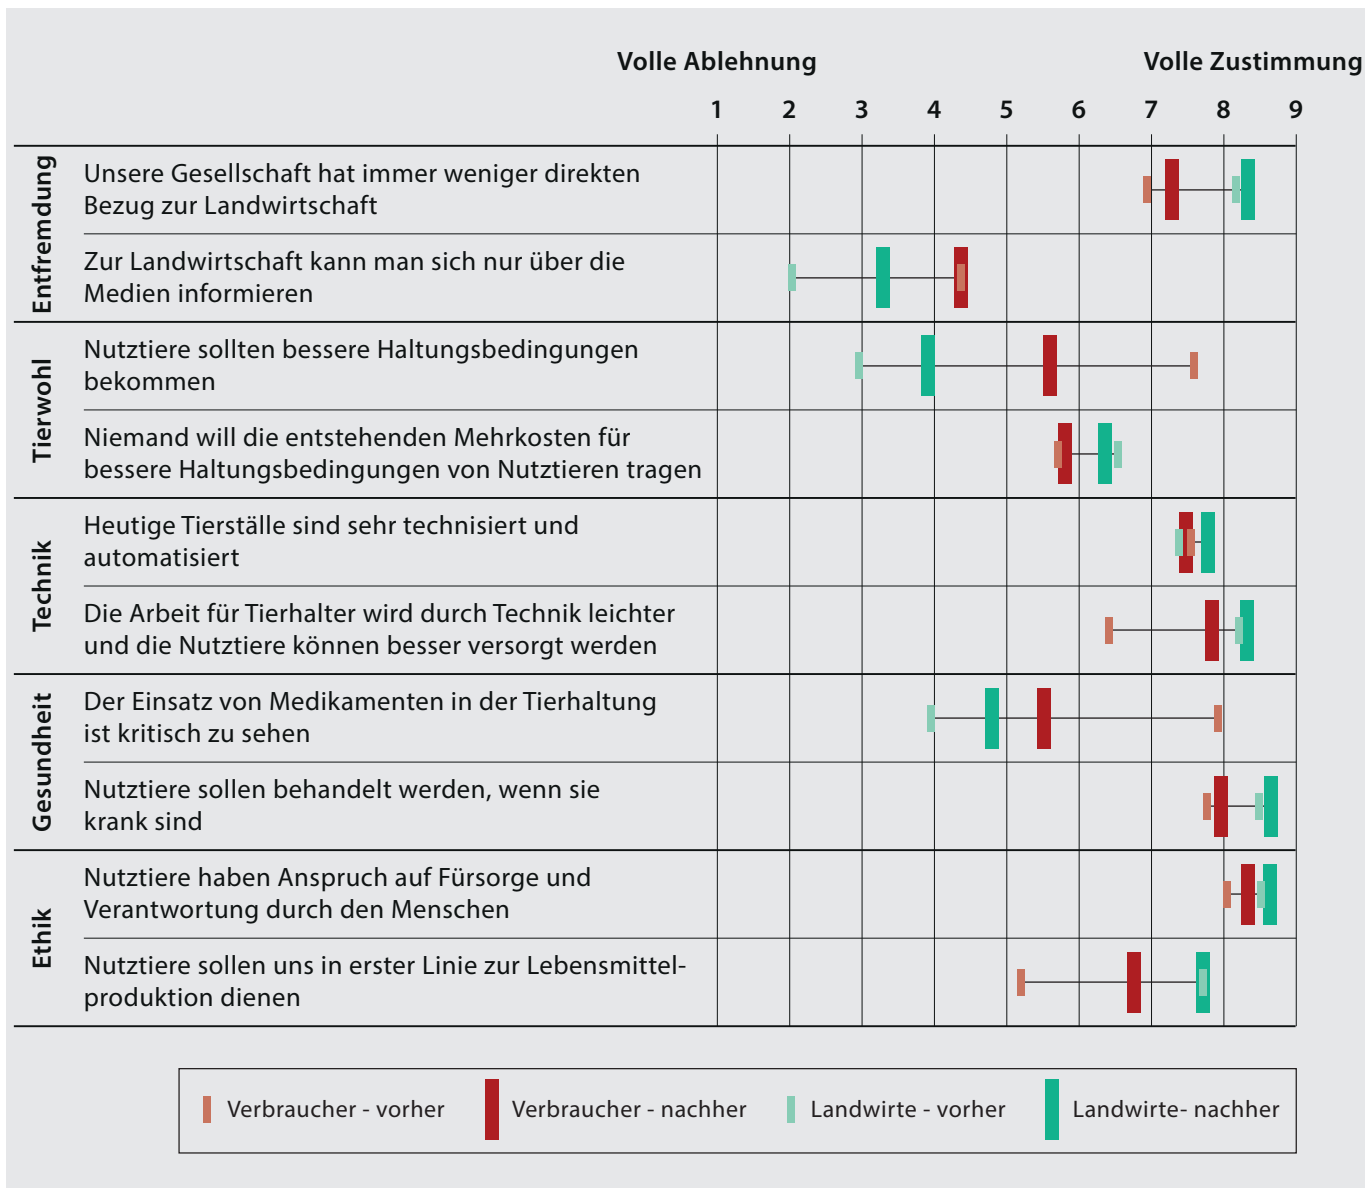 Volle Ablehnung Volle Zustimmung
1 2 3 4 5 6 7 8 9
Entfremdung
Unsere Gesellschaft hat immer weniger direkten
Bezug zur Landwirtschaft
Zur Landwirtschaft kann man sich nur über die
Medien informieren
Tierwohl
Nutztiere sollten bessere Haltungsbedingungen
bekommen
Niemand will die entstehenden Mehrkosten für
bessere Haltungsbedingungen von Nutztieren tragen
Technik
Heutige Tierställe sind sehr technisiert und
automatisiert
Die Arbeit für Tierhalter wird durch Technik leichter
und die Nutztiere können besser versorgt werden
Gesundheit
Der Einsatz von Medikamenten in der Tierhaltung
ist kritisch zu sehen
Nutztiere sollen behandelt werden, wenn sie
krank sind
Ethik
Nutztiere haben Anspruch auf Fürsorge und
Verantwortung durch den Menschen
Nutztiere sollen uns in erster Linie zur Lebensmittel-
produktion dienen
Verbraucher - vorher Verbraucher - nachher Landwirte - vorher Landwirte- nachher